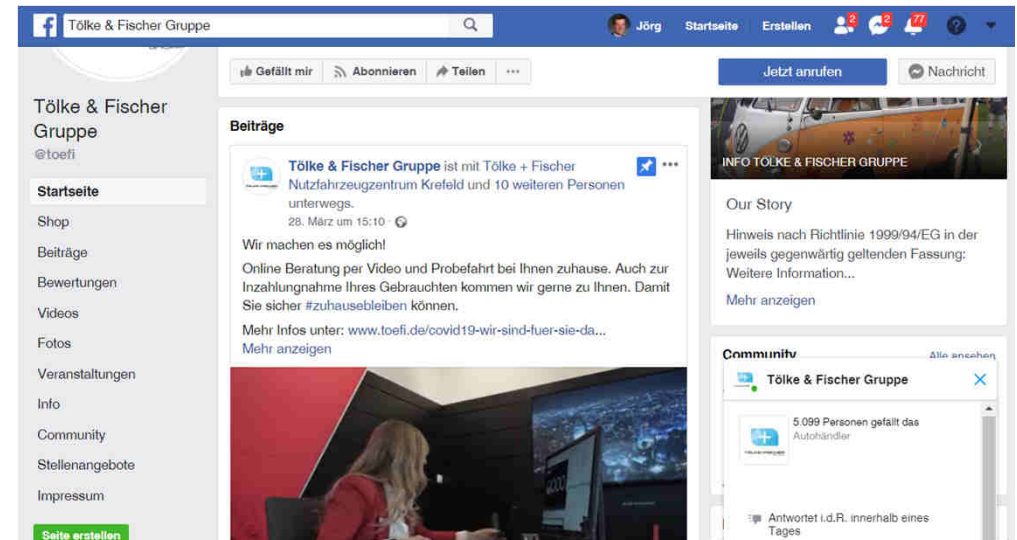 Tölke & Fischer Gruppe
Jörg
Startseite
Erstellen
2
2
77
?
Gefällt mir
Abonnieren
Teilen
Jetzt anrufen
Nachricht
Tölke & Fischer
Gruppe
@toefi
Startseite
Shop
Beiträge
Bewertungen
Videos
Fotos
Veranstaltungen
Info
Community
Stellenangebote
Impressum
Seite erstellen
Beiträge
Tölke & Fischer Gruppe ist mit Tölke + Fischer
Nutzfahrzeugzentrum Krefeld und 10 weiteren Personen
unterwegs.
28. März um 15:10 ·
Wir machen es möglich!
Online Beratung per Video und Probefahrt bei Ihnen zuhause. Auch zur
Inzahlungnahme Ihres Gebrauchten kommen wir gerne zu Ihnen. Damit
Sie sicher #zuhausebleiben können.
Mehr Infos unter: www.toefi.de/covid19-wir-sind-fuer-sie-da...
Mehr anzeigen
INFO TÖLKE & FISCHER GRUPPE
Our Story
Hinweis nach Richtlinie 1999/94/EG in der
jeweils gegenwärtig geltenden Fassung:
Weitere Information...
Mehr anzeigen
Community
Alle ansehen
Tölke & Fischer Gruppe
5.099 Personen gefällt das
Autohändler
Antwortet i.d.R. innerhalb eines
Tages